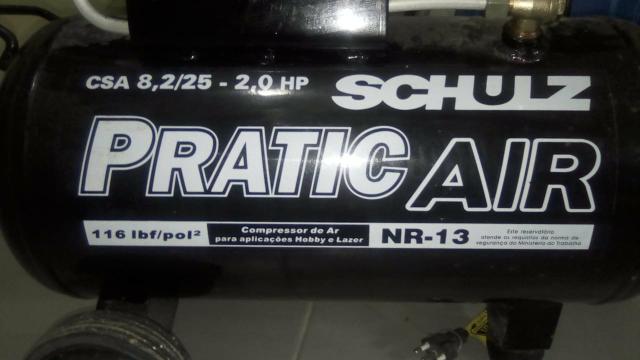 CSA 8,2/25 - 2,0 HP
SCHULZ
PRATIC AIR
116 lbf/pol²
Compressor de Ar
para aplicações Hobby e Lazer
NR-13
Este reservatório
atende os requisitos da norma de
segurança do Ministério do Trabalho